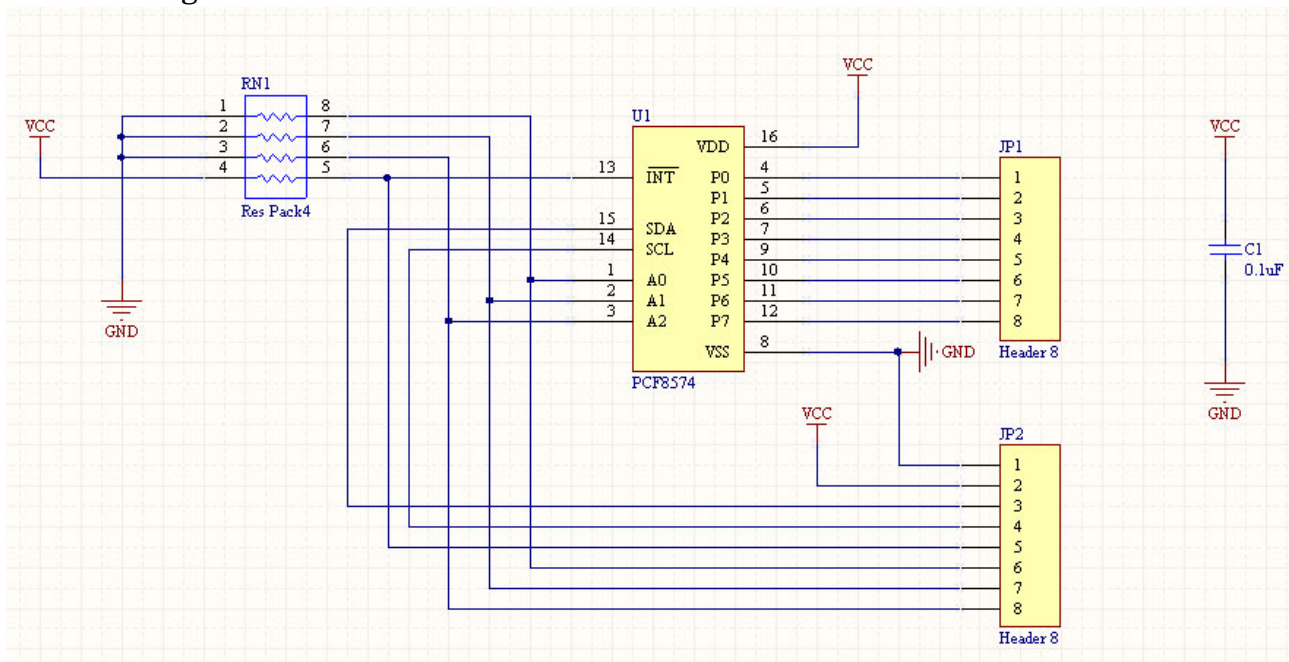 g
RN1
1 8
2 7
3 6
4 5
Res Pack4
VCC
GND
U1
VDD 16
13 INT P0 4
P1 5
P2 6
15 SDA P3 7
14 SCL P4 9
1 A0 P5 10
2 A1 P6 11
3 A2 P7 12
VSS 8
PCF8574
VCC
GND
VCC
JP1
1
2
3
4
5
6
7
8
Header 8
JP2
1
2
3
4
5
6
7
8
Header 8
VCC
C1
0.1uF
GND